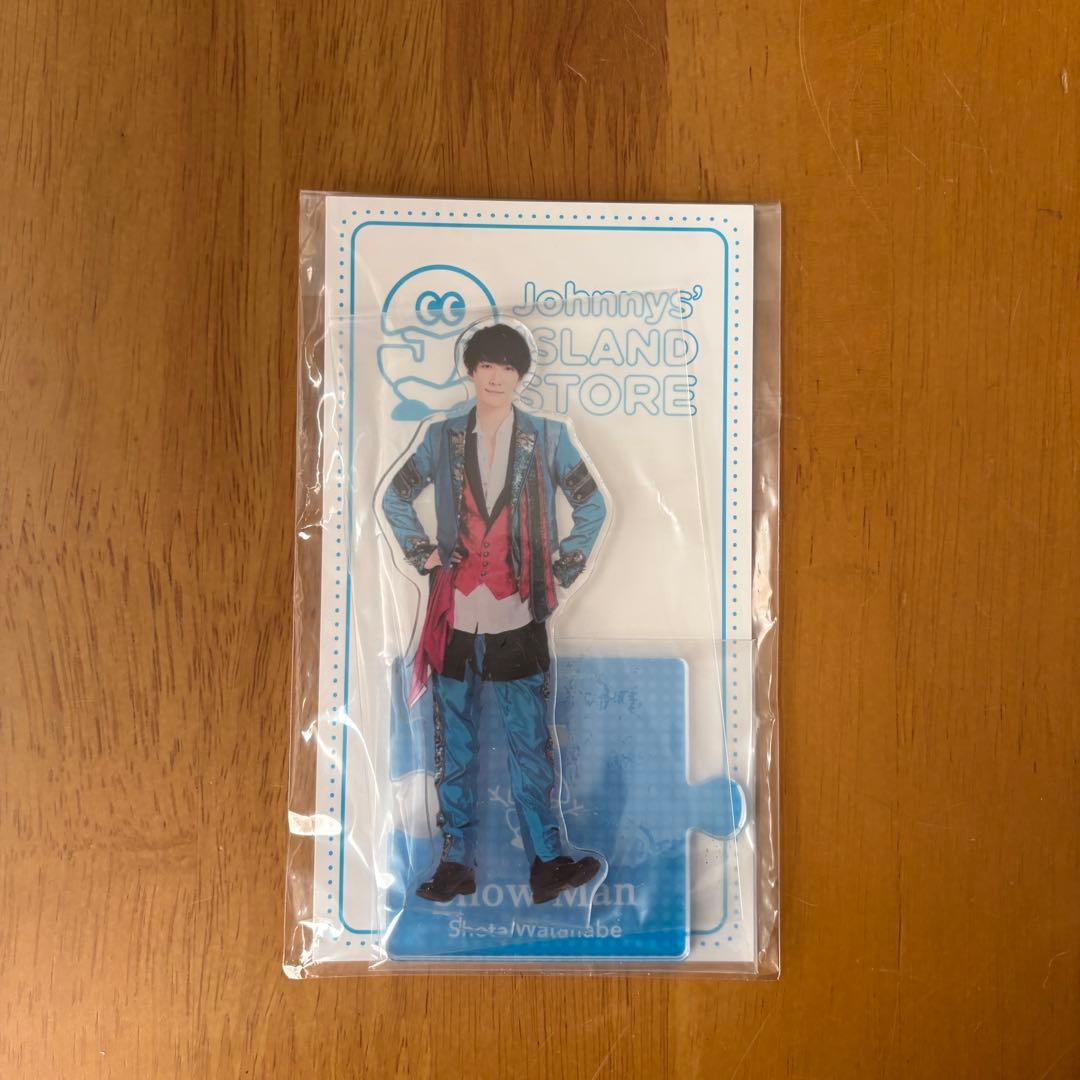 Johnnys'
ISLAND
STORE
Snow Man
Shota Watanabe